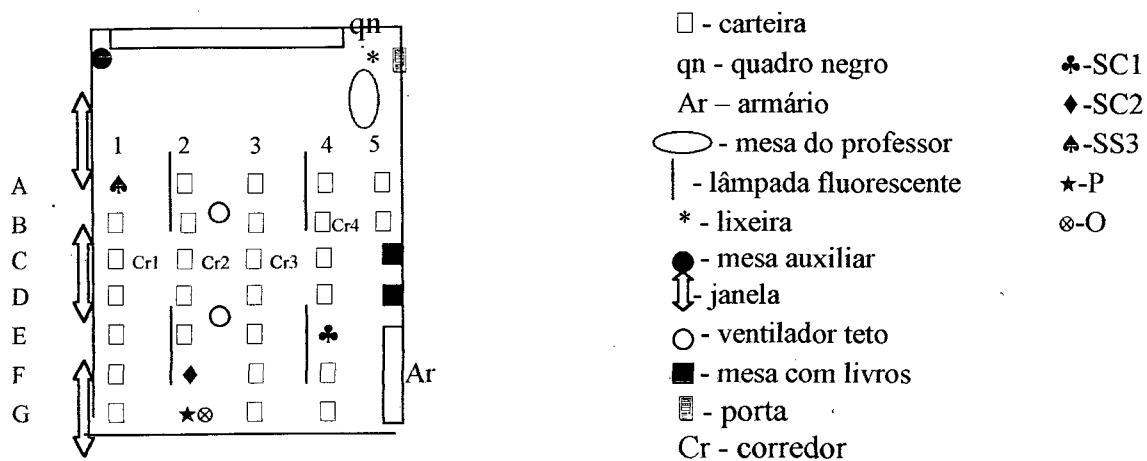 qn
1 2 3 4 5
A
B Cr4
C Cr1 Cr2 Cr3
D
E
F Ar
G
- carteira
qn - quadro negro
Ar – armário
- mesa do professor
- lâmpada fluorescente
* - lixeira
- mesa auxiliar
- janela
- ventilador teto
- mesa com livros
- porta
Cr - corredor
♣-SC1
♦-SC2
♠-SS3
★-P
⊗-O